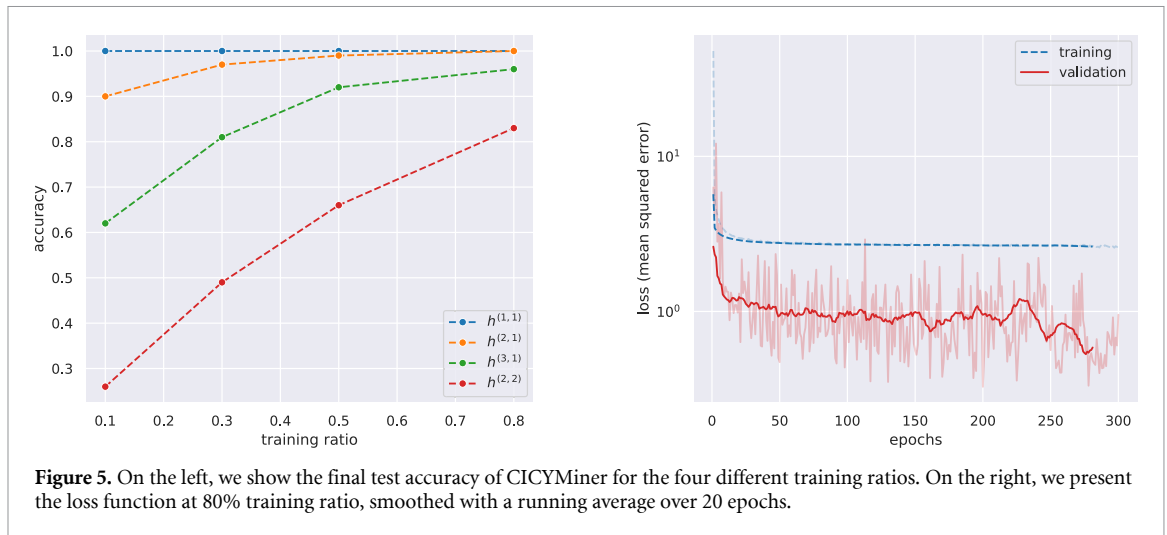 1.0
0.9
0.8
0.7
0.6
0.5
0.4
0.3
accuracy
0.1 0.2 0.3 0.4 0.5 0.6 0.7 0.8
training ratio
h^(1, 1)
h^(2, 1)
h^(3, 1)
h^(2, 2)
training
validation
10^1
10^0
loss (mean squared error)
0 50 100 150 200 250 300
epochs
Figure 5. On the left, we show the final test accuracy of CICYMiner for the four different training ratios. On the right, we present
the loss function at 80% training ratio, smoothed with a running average over 20 epochs.